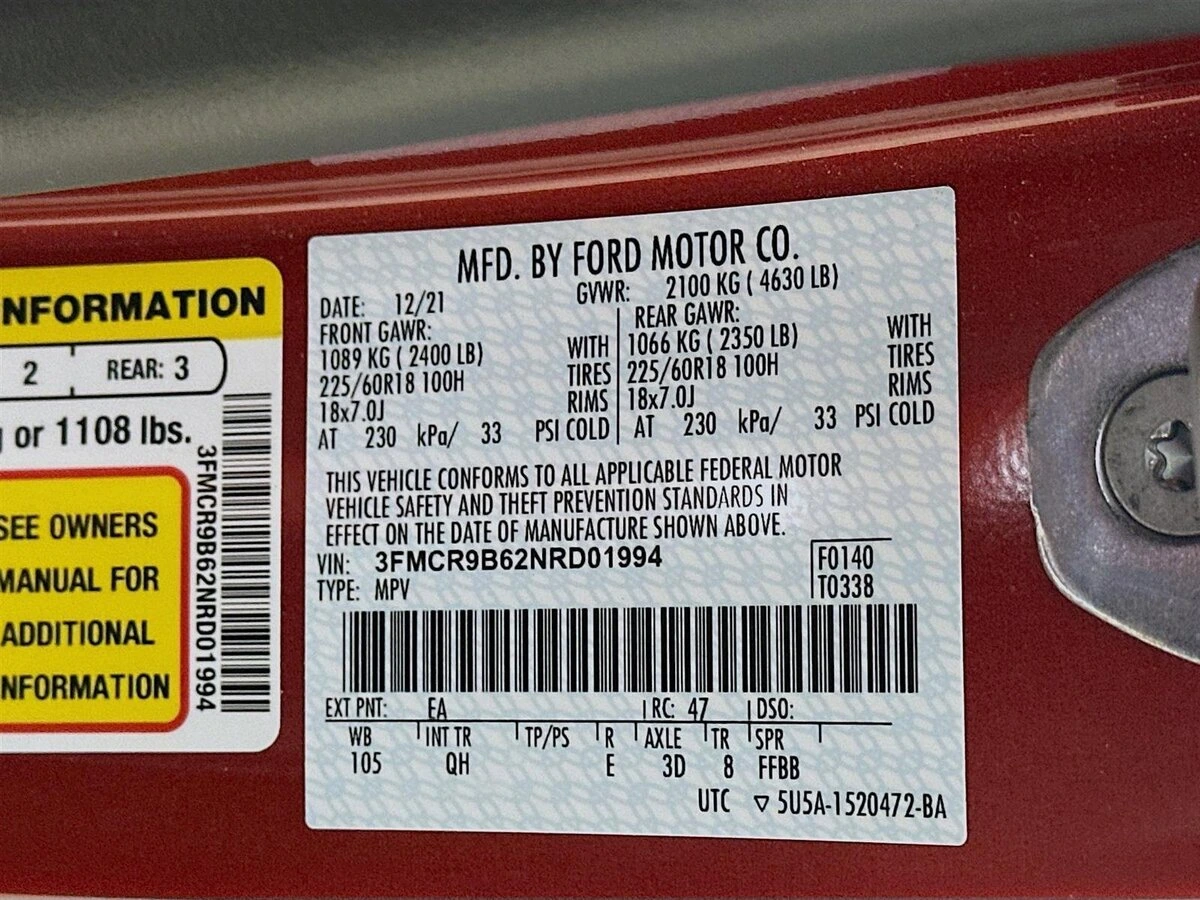 NFORMATION
2 REAR: 3
or 1108 lbs.
SEE OWNERS
MANUAL FOR
ADDITIONAL
NFORMATION
3FMCR9B62NRD01994
MFD. BY FORD MOTOR CO.
DATE: 12/21 GVWR: 2100 KG ( 4630 LB)
FRONT GAWR: REAR GAWR:
1089 KG ( 2400 LB) WITH 1066 KG ( 2350 LB) WITH
225/60R18 100H TIRES 225/60R18 100H TIRES
18x7.0J RIMS 18x7.0J RIMS
AT 230 kPa/ 33 PSI COLD AT 230 kPa/ 33 PSI COLD
THIS VEHICLE CONFORMS TO ALL APPLICABLE FEDERAL MOTOR
VEHICLE SAFETY AND THEFT PREVENTION STANDARDS IN
EFFECT ON THE DATE OF MANUFACTURE SHOWN ABOVE.
VIN: 3FMCR9B62NRD01994 F0140
TYPE: MPV T0338
EXT PNT: EA RC: 47 DSO:
WB INT TR TP/PS R AXLE TR SPR
105 QH E 3D 8 FFBB
UTC ▽ 5U5A-1520472-BA